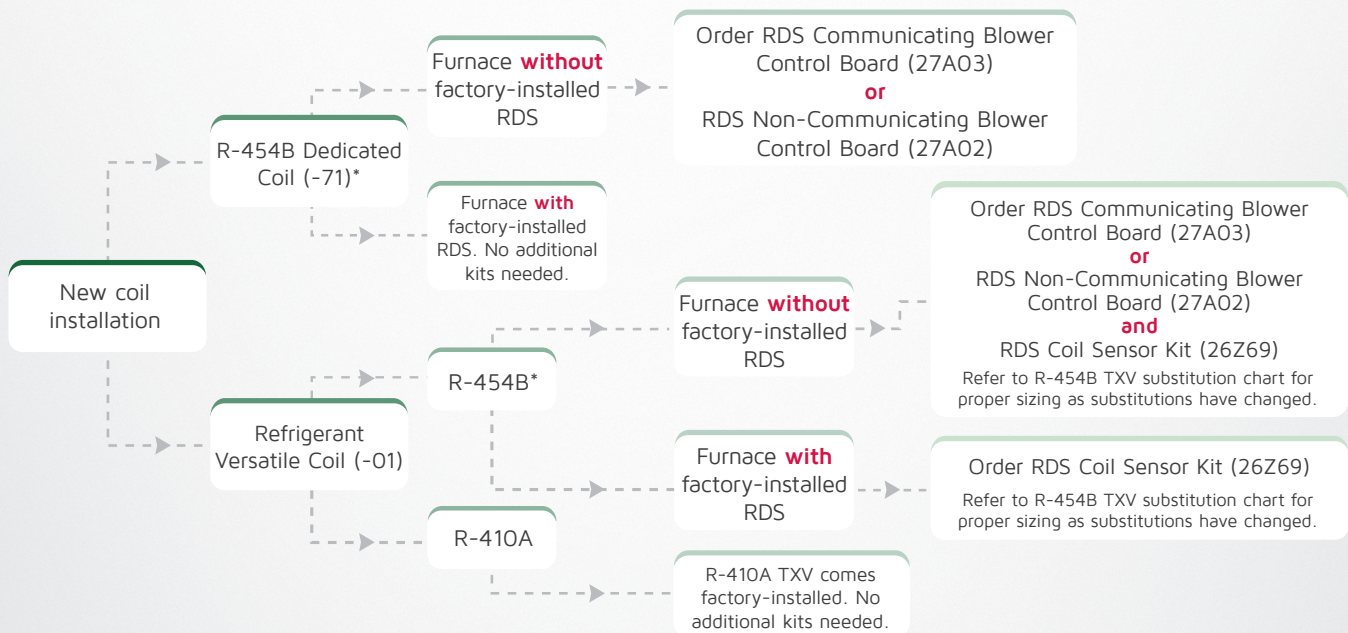 New coil
installation
R-454B Dedicated
Coil (-71)*
Furnace without
factory-installed
RDS
Order RDS Communicating Blower
Control Board (27A03)
or
RDS Non-Communicating Blower
Control Board (27A02)
Furnace with
factory-installed
RDS. No additional
kits needed.
Refrigerant
Versatile Coil (-01)
R-454B*
Furnace without
factory-installed
RDS
Order RDS Communicating Blower
Control Board (27A03)
or
RDS Non-Communicating Blower
Control Board (27A02)
and
RDS Coil Sensor Kit (26Z69)
Refer to R-454B TXV substitution chart for
proper sizing as substitutions have changed.
Furnace with
factory-installed
RDS
Order RDS Coil Sensor Kit (26Z69)
Refer to R-454B TXV substitution chart for
proper sizing as substitutions have changed.
R-410A
R-410A TXV comes
factory-installed. No
additional kits needed.